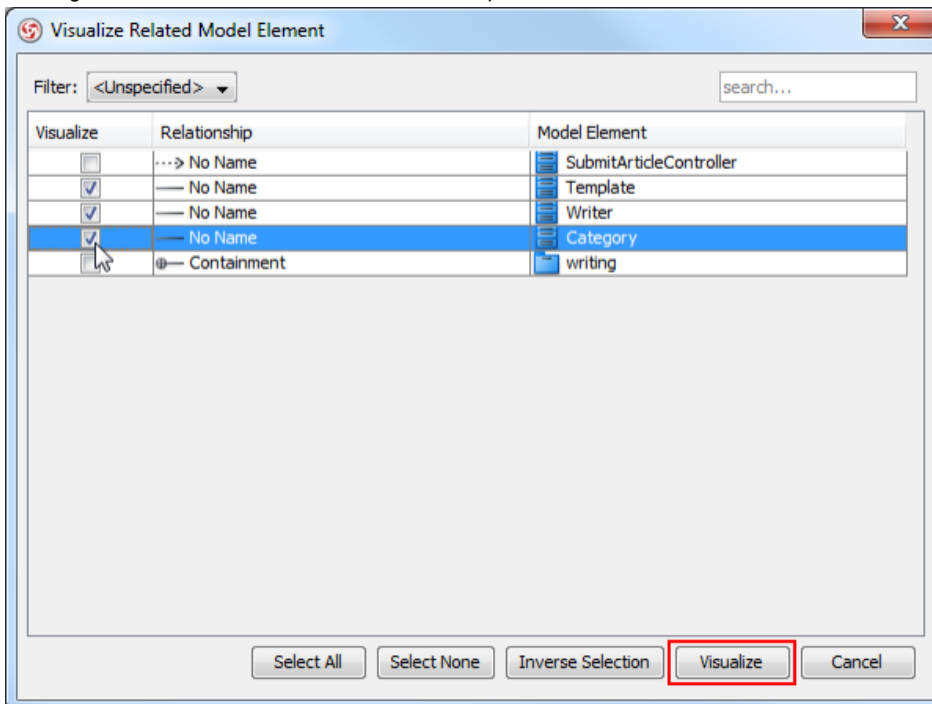 Visualize Related Model Element
Filter: <Unspecified> search...
Visualize Relationship Model Element
No Name SubmitArticleController
No Name Template
No Name Writer
No Name Category
Containment writing
Select All Select None Inverse Selection Visualize Cancel